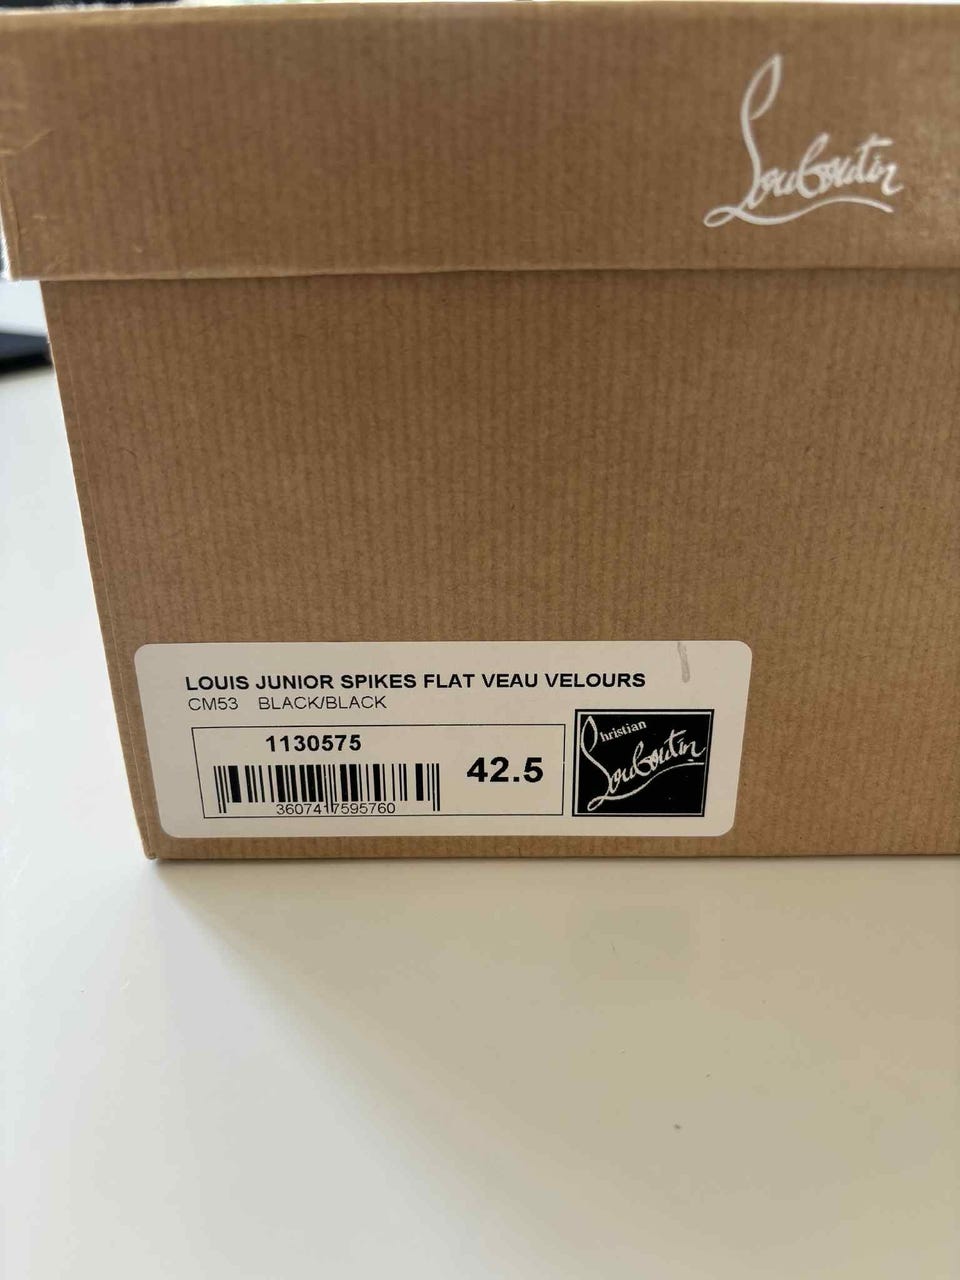 Louboutin
LOUIS JUNIOR SPIKES FLAT VEAU VELOURS
CM53 BLACK/BLACK
1130575
42.5
3607417595760
Christian
Louboutin